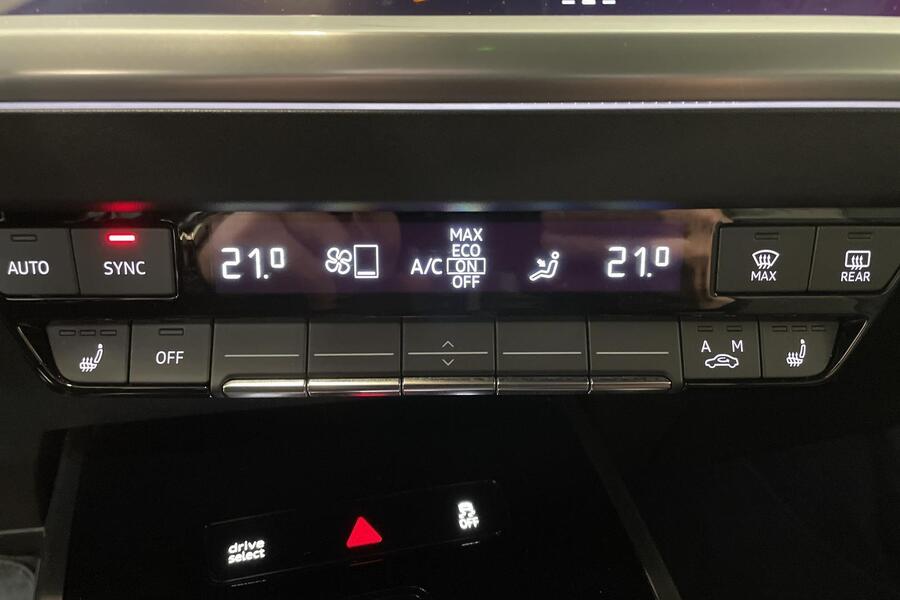 AUTO
SYNC
21.0
A/C
MAX
ECO
ON
OFF
21.0
MAX
REAR
OFF
A M
drive
select
OFF